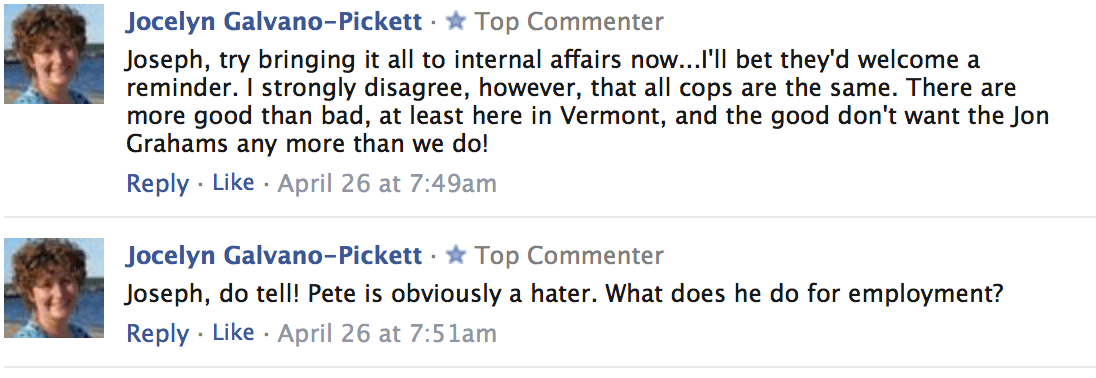 Jocelyn Galvano-Pickett · Top Commenter
Joseph, try bringing it all to internal affairs now...I'll bet they'd welcome a
reminder. I strongly disagree, however, that all cops are the same. There are
more good than bad, at least here in Vermont, and the good don't want the Jon
Grahams any more than we do!
Reply · Like · April 26 at 7:49am
Jocelyn Galvano-Pickett · Top Commenter
Joseph, do tell! Pete is obviously a hater. What does he do for employment?
Reply · Like · April 26 at 7:51am